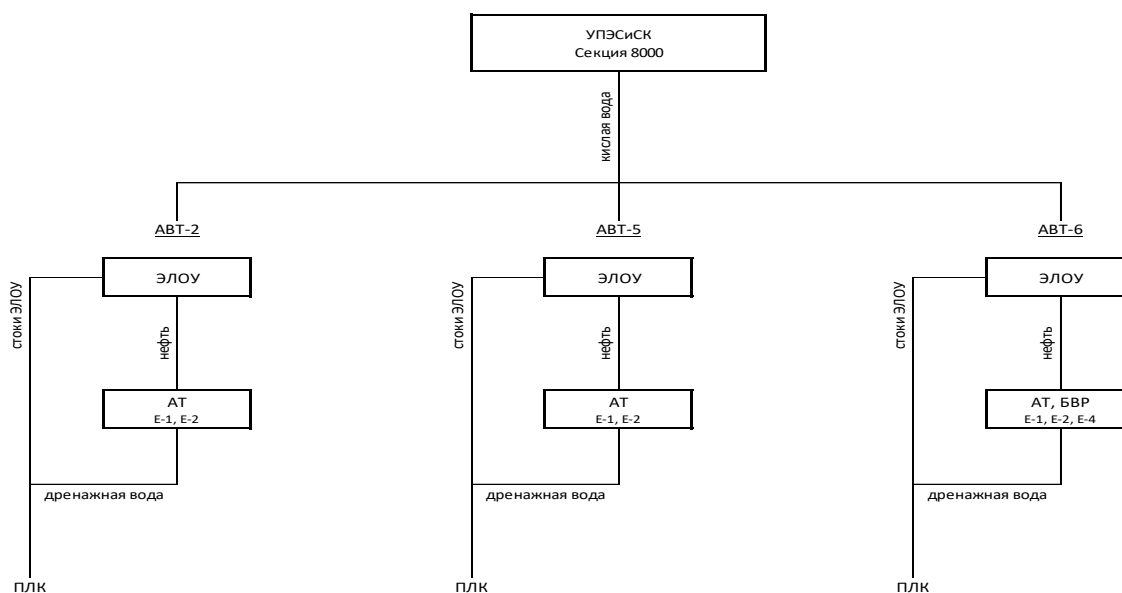 УПЭСиСК
Секция 8000
кислая вода
АВТ-2
АВТ-5
АВТ-6
ЭЛОУ
ЭЛОУ
ЭЛОУ
стоки ЭЛОУ
нефть
стоки ЭЛОУ
нефть
стоки ЭЛОУ
нефть
АТ
Е-1, Е-2
АТ
Е-1, Е-2
АТ, БВР
Е-1, Е-2, Е-4
дренажная вода
дренажная вода
дренажная вода
ПЛК
ПЛК
ПЛК